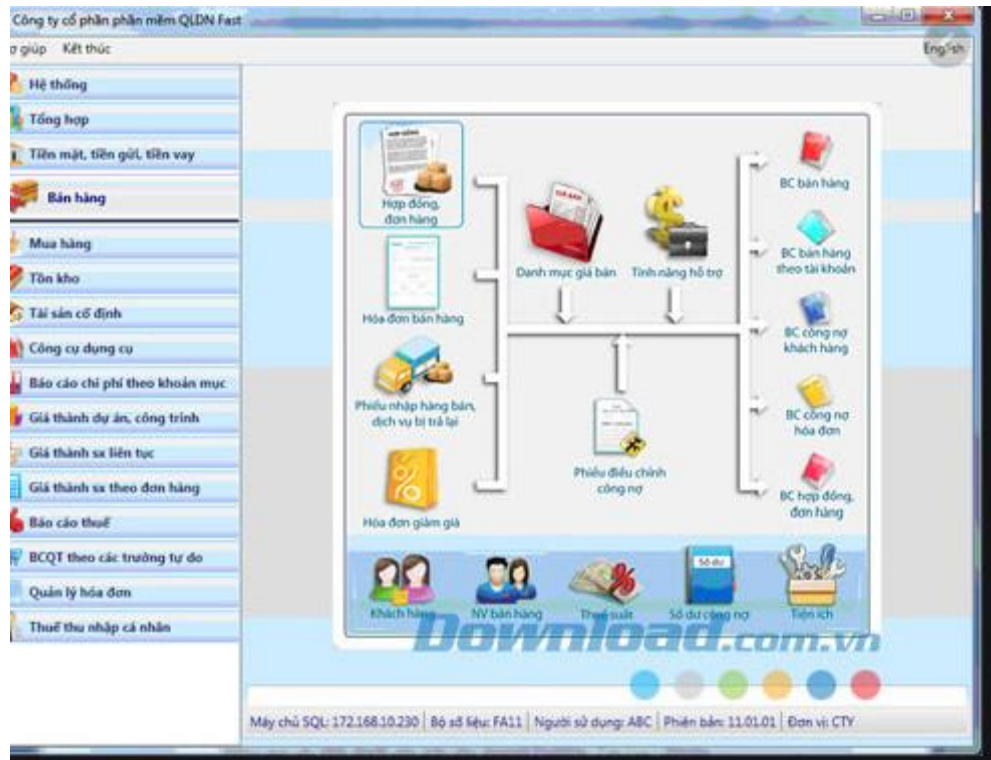 Công ty cổ phần phần mềm QLDN Fast
ợ giúp Kết thúc
English
Hệ thống
Tổng hợp
Tiền mặt, tiền gửi, tiền vay
Bán hàng
Mua hàng
Tồn kho
Tài sản cố định
Công cụ dụng cụ
Báo cáo chi phí theo khoản mục
Giá thành dự án, công trình
Giá thành sx liên tục
Giá thành sx theo đơn hàng
Báo cáo thuế
BCQT theo các trường tự do
Quản lý hóa đơn
Thuế thu nhập cá nhân
HỢP ĐỒNG
Hợp đồng,
đơn hàng
Hóa đơn bán hàng
Phiếu nhập hàng bán,
dịch vụ bị trả lại
Hóa đơn giảm giá
GIÁ BÁN
Danh mục giá bán
Tính năng hỗ trợ
Phiếu điều chỉnh
công nợ
BC bán hàng
BC bán hàng
theo tài khoản
BC công nợ
khách hàng
BC công nợ
hóa đơn
BC hợp đồng,
đơn hàng
Khách hàng
NV bán hàng
Thuế suất
Số dư
Số dư công nợ
Tiện ích
Download.com.vn
Máy chủ SQL: 172.168.10.230 Bộ số liệu: FA11 Người sử dụng: ABC Phiên bản: 11.01.01 Đơn vị: CTY